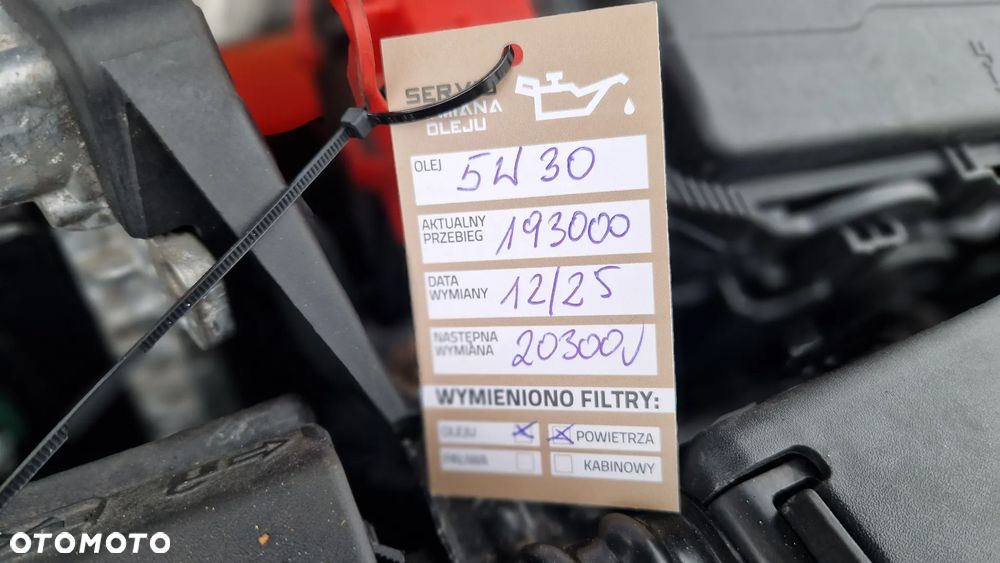 SERWIS
WYMIANA
OLEJU
OLEJ 5W30
AKTUALNY PRZEBIEG 193000
DATA WYMIANY 12/25
NASTĘPNA WYMIANA 203000
WYMIENIONO FILTRY:
OLEJU POWIETRZA
PALIWA KABINOWY
OTOMOTO